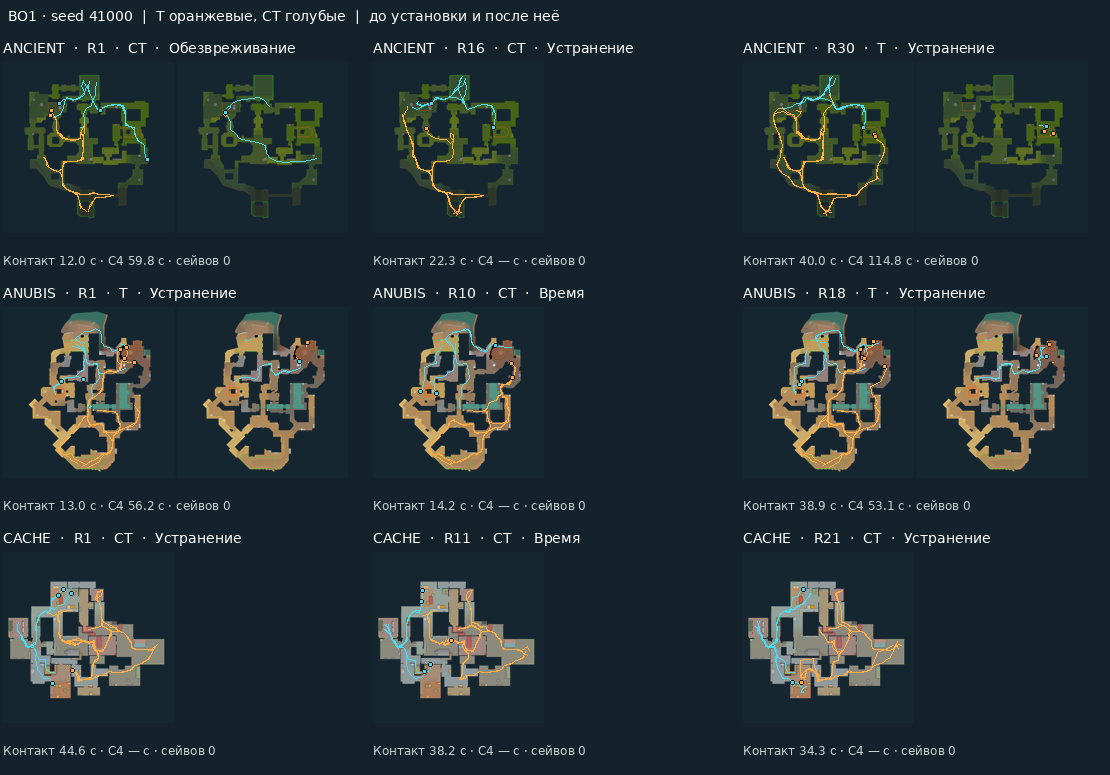 BO1 · seed 41000 | T оранжевые, CT голубые | до установки и после неё
ANCIENT · R1 · CT · Обезвреживание
ANCIENT · R16 · CT · Устранение
ANCIENT · R30 · T · Устранение
Контакт 12.0 с · C4 59.8 с · сейвов 0
Контакт 22.3 с · C4 — с · сейвов 0
Контакт 40.0 с · C4 114.8 с · сейвов 0
ANUBIS · R1 · T · Устранение
ANUBIS · R10 · CT · Время
ANUBIS · R18 · T · Устранение
Контакт 13.0 с · C4 56.2 с · сейвов 0
Контакт 14.2 с · C4 — с · сейвов 0
Контакт 38.9 с · C4 53.1 с · сейвов 0
CACHE · R1 · CT · Устранение
CACHE · R11 · CT · Время
CACHE · R21 · CT · Устранение
Контакт 44.6 с · C4 — с · сейвов 0
Контакт 38.2 с · C4 — с · сейвов 0
Контакт 34.3 с · C4 — с · сейвов 0